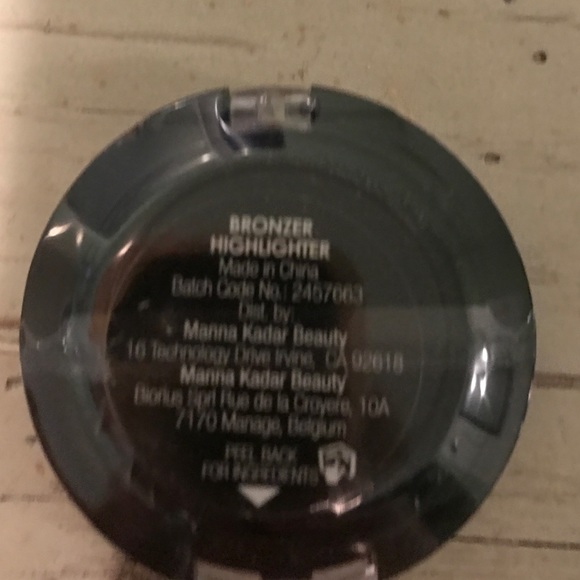 BRONZER
HIGHLIGHTER
Made in China
Batch Code No.: 2457663
Dist. by:
Manna Kadar Beauty
16 Technology Drive Irvine, CA 92618
Manna Kadar Beauty
Biorius Sprl Rue de la Croyere, 10A
7170 Manage, Belgium
PEEL BACK
FOR INGREDIENTS